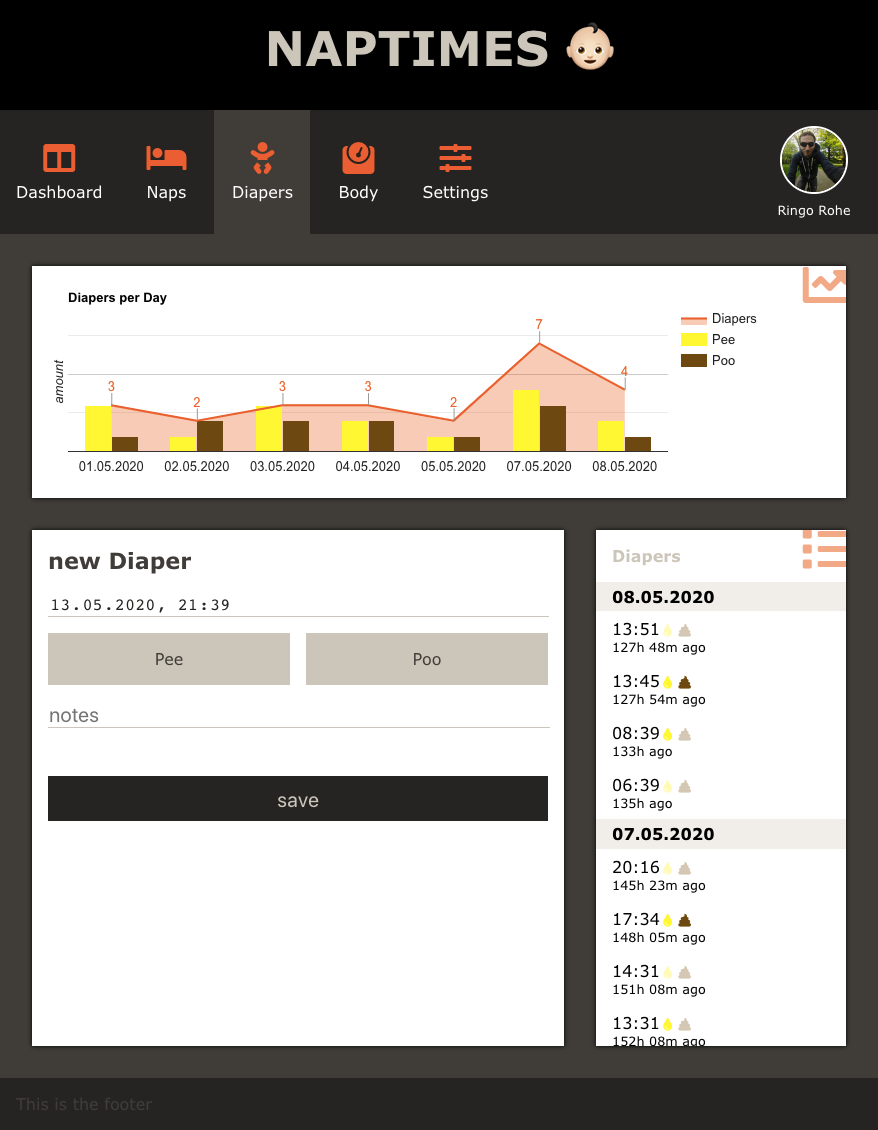 NAPTIMES
Dashboard
Naps
Diapers
Body
Settings
Ringo Rohe
Diapers per Day
amount
3
2
3
3
2
7
4
01.05.2020
02.05.2020
03.05.2020
04.05.2020
05.05.2020
07.05.2020
08.05.2020
Diapers
Pee
Poo
new Diaper
13.05.2020, 21:39
Pee
Poo
notes
save
Diapers
08.05.2020
13:51
127h 48m ago
13:45
127h 54m ago
08:39
133h ago
06:39
135h ago
07.05.2020
20:16
145h 23m ago
17:34
148h 05m ago
14:31
151h 08m ago
13:31
152h 08m ago
This is the footer